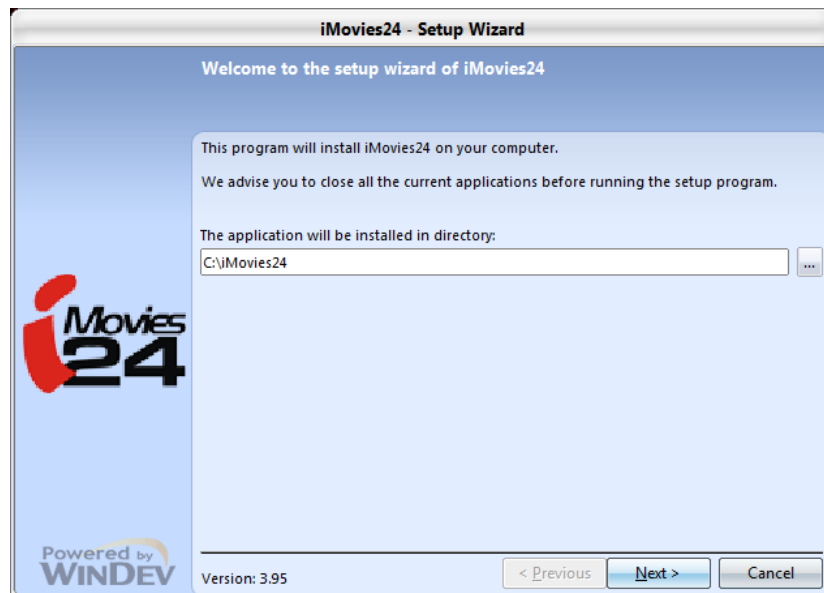 iMovies24 - Setup Wizard
Welcome to the setup wizard of iMovies24
This program will install iMovies24 on your computer.
We advise you to close all the current applications before running the setup program.
The application will be installed in directory:
C:\iMovies24
...
i Movies
24
Powered by
WINDEV
Version: 3.95
< Previous
Next >
Cancel